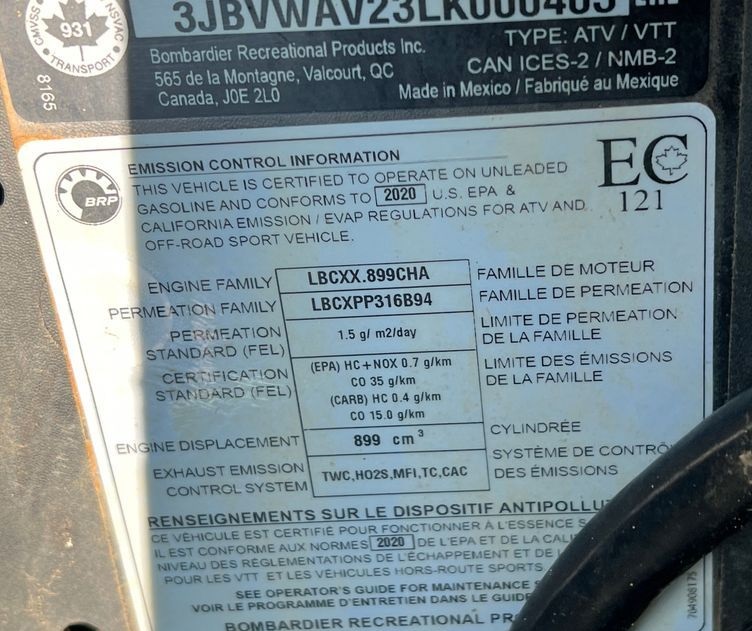 CMVSS NSVAC
931
TRANSPORT
8165
Bombardier Recreational Products Inc.
565 de la Montagne, Valcourt, QC
Canada, J0E 2L0
TYPE: ATV / VTT
CAN ICES-2 / NMB-2
Made in Mexico / Fabriqué au Mexique
BRP
EMISSION CONTROL INFORMATION
THIS VEHICLE IS CERTIFIED TO OPERATE ON UNLEADED
GASOLINE AND CONFORMS TO 2020 U.S. EPA &
CALIFORNIA EMISSION / EVAP REGULATIONS FOR ATV AND
OFF-ROAD SPORT VEHICLE.
EC
121
ENGINE FAMILY LBCXX.899CHA FAMILLE DE MOTEUR
PERMEATION FAMILY LBCXPP316B94 FAMILLE DE PERMEATION
PERMEATION STANDARD (FEL) 1.5 g/ m2/day LIMITE DE PERMEATION DE LA FAMILLE
CERTIFICATION STANDARD (FEL) (EPA) HC+NOX 0.7 g/km LIMITE DES ÉMISSIONS DE LA FAMILLE
CO 35 g/km
(CARB) HC 0.4 g/km
CO 15.0 g/km
ENGINE DISPLACEMENT 899 cm³ CYLINDRÉE
EXHAUST EMISSION CONTROL SYSTEM TWC,HO2S,MFI,TC,CAC SYSTÈME DE CONTRÔ DES ÉMISSIONS
RENSEIGNEMENTS SUR LE DISPOSITIF ANTIPOLLU
CE VÉHICULE EST CERTIFIÉ POUR FONCTIONNER À L'ESSENCE S
IL EST CONFORME AUX NORMES 2020 DE L'EPA ET DE LA CALI
NIVEAU DES RÉGLEMENTATIONS DE L'ÉCHAPPEMENT ET DE
POUR LES VTT ET LES VÉHICULES HORS-ROUTE SPORTS.
SEE OPERATOR'S GUIDE FOR MAINTENANCE S
VOIR LE PROGRAMME D'ENTRETIEN DANS LE GUIDE
BOMBARDIER RECREATIONAL PR